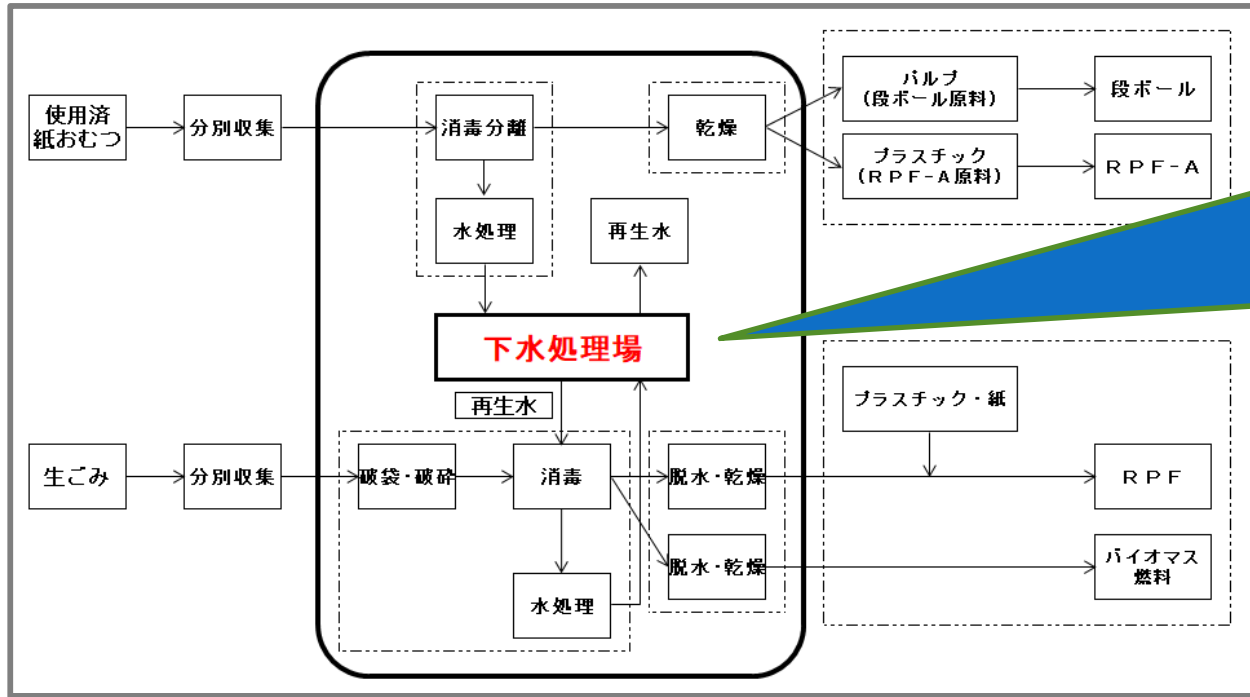 使用済
紙おむつ
分別収集
消毒分離
乾燥
パルプ
(段ボール原料)
段ボール
プラスチック
(RPF-A原料)
RPF-A
水処理
再生水
下水処理場
再生水
プラスチック・紙
生ごみ
分別収集
破袋・破砕
消毒
脱水・乾燥
RPF
脱水・乾燥
バイオマス
燃料
水処理